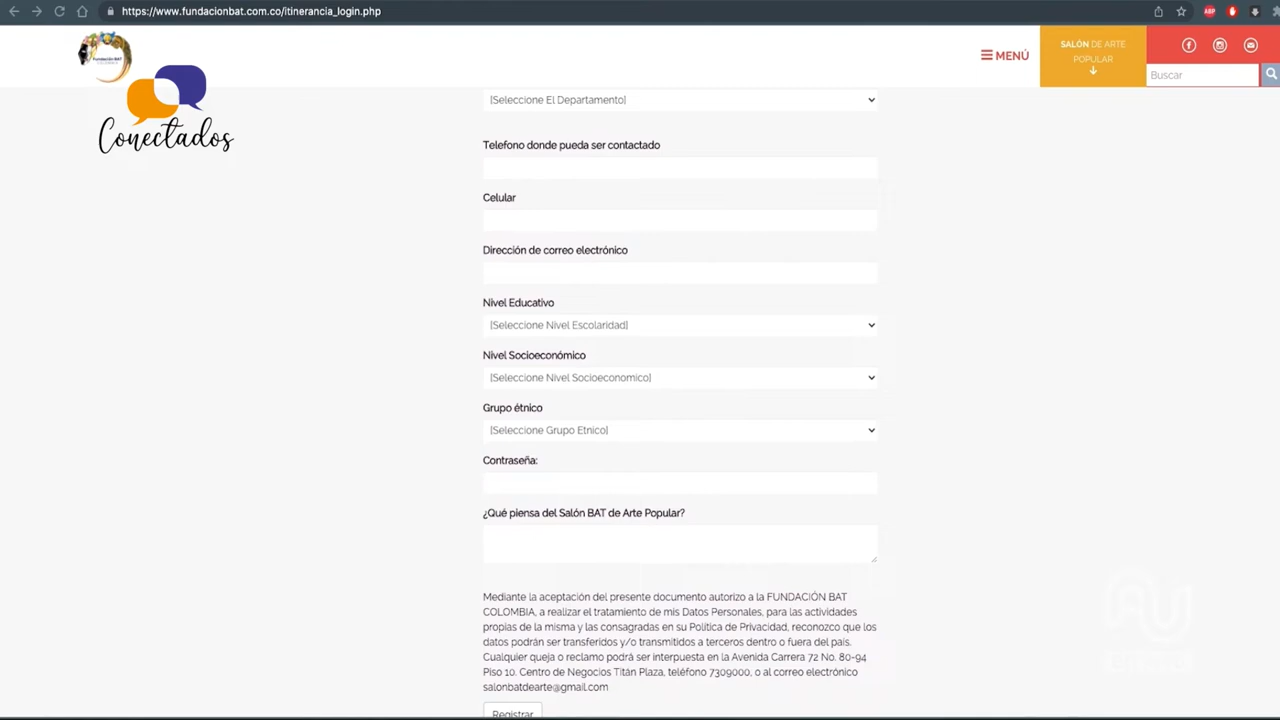 https://www.fundacionbat.com.co/itinerancia_login.php
ABP
Fundación BAT
COLOMBIA
Conectados
MENÚ
SALÓN DE ARTE
POPULAR
Buscar
[Seleccione El Departamento]
Telefono donde pueda ser contactado
Celular
Dirección de correo electrónico
Nivel Educativo
[Seleccione Nivel Escolaridad]
Nivel Socioeconómico
[Seleccione Nivel Socioeconomico]
Grupo étnico
[Seleccione Grupo Etnico]
Contraseña:
¿Qué piensa del Salón BAT de Arte Popular?
Mediante la aceptación del presente documento autorizo a la FUNDACIÓN BAT
COLOMBIA, a realizar el tratamiento de mis Datos Personales, para las actividades
propias de la misma y las consagradas en su Política de Privacidad, reconozco que los
datos podrán ser transferidos y/o transmitidos a terceros dentro o fuera del país.
Cualquier queja o reclamo podrá ser interpuesta en la Avenida Carrera 72 No. 80-94
Piso 10. Centro de Negocios Titán Plaza, teléfono 7309000, o al correo electrónico
salonbatdearte@gmail.com
Registrar